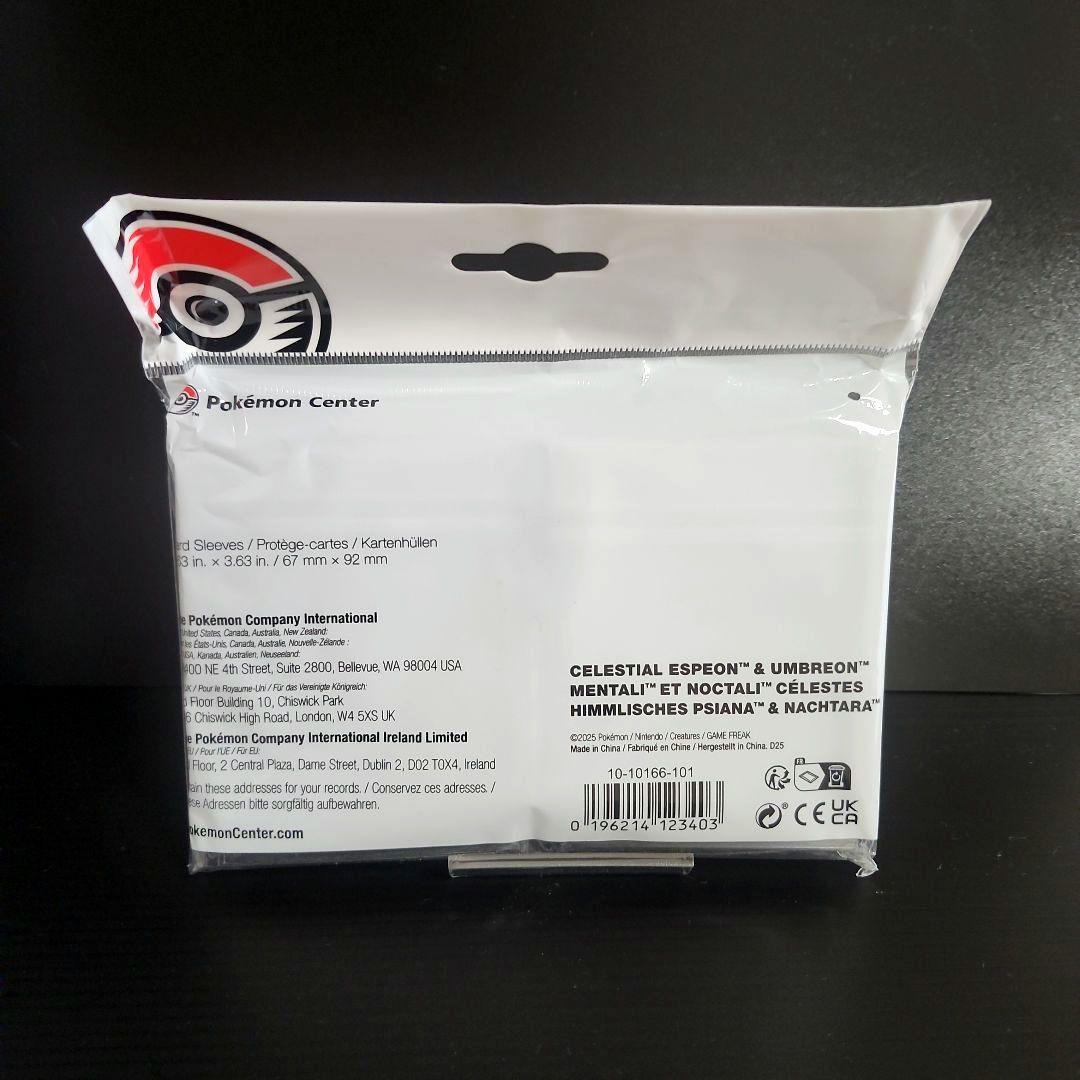 Pokémon Center
rd Sleeves / Protège-cartes / Kartenhüllen
63 in. × 3.63 in. / 67 mm × 92 mm
e Pokémon Company International
United States, Canada, Australia, New Zealand:
les États-Unis, Canada, Australie, Nouvelle-Zélande :
USA, Kanada, Australien, Neuseeland:
400 NE 4th Street, Suite 2800, Bellevue, WA 98004 USA
UK / Pour le Royaume-Uni / Für das Vereinigte Königreich:
Floor Building 10, Chiswick Park
6 Chiswick High Road, London, W4 5XS UK
e Pokémon Company International Ireland Limited
EU / Pour l'UE / Für EU:
Floor, 2 Central Plaza, Dame Street, Dublin 2, D02 T0X4, Ireland
ain these addresses for your records. / Conservez ces adresses. /
ese Adressen bitte sorgfältig aufbewahren.
okemonCenter.com
CELESTIAL ESPEON™ & UMBREON™
MENTALI™ ET NOCTALI™ CÉLESTES
HIMMLISCHES PSIANA™ & NACHTARA™
©2025 Pokémon / Nintendo / Creatures / GAME FREAK
Made in China / Fabriqué en Chine / Hergestellt in China. D25
10-10166-101
0 196214 123403
FR
CE UK
CA